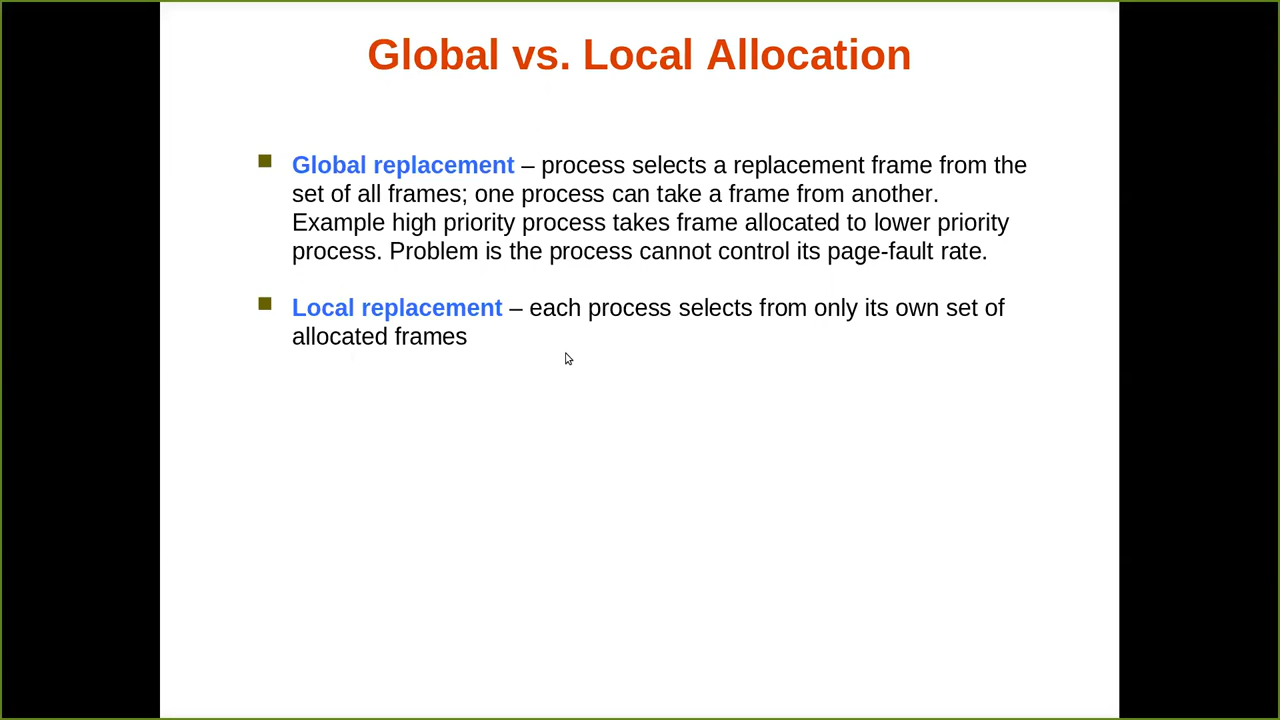 Global vs. Local Allocation
Global replacement – process selects a replacement frame from the
set of all frames; one process can take a frame from another.
Example high priority process takes frame allocated to lower priority
process. Problem is the process cannot control its page-fault rate.
Local replacement – each process selects from only its own set of
allocated frames